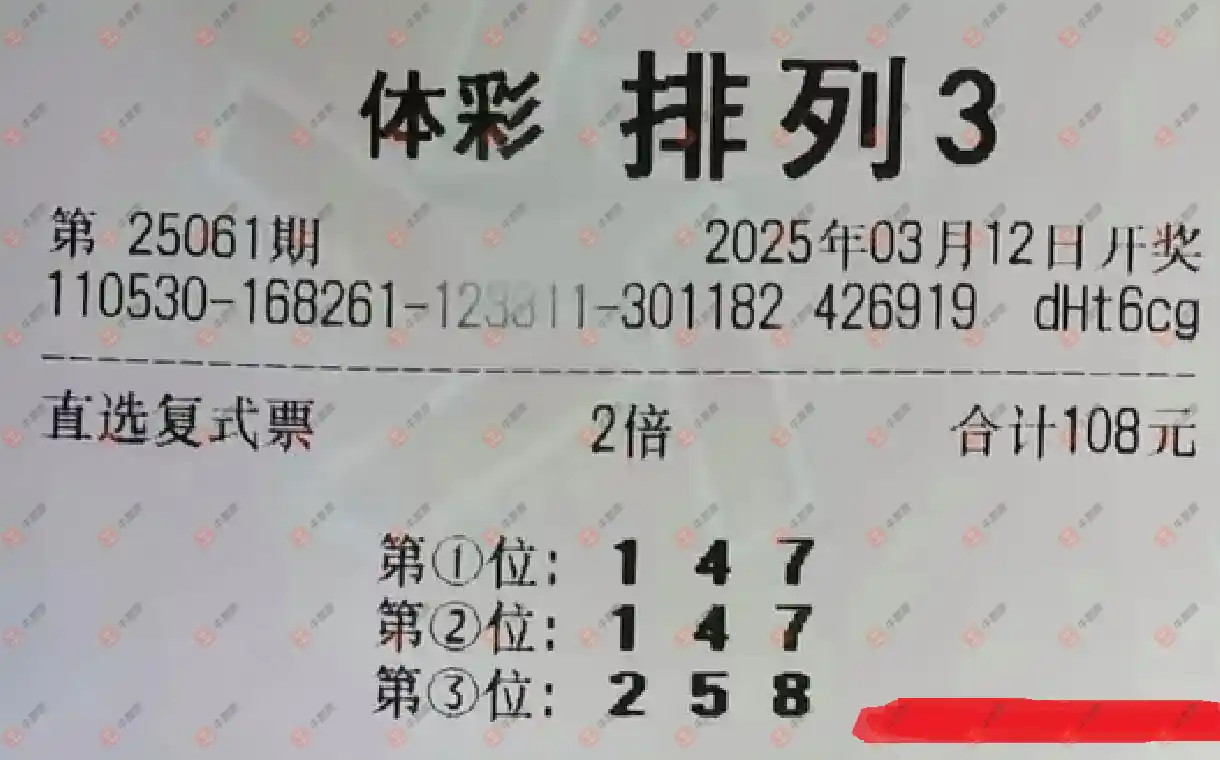 体彩 排列3
第 25061期 2025年03月12日开奖
110530-168261-123311-301182 426919 dHt6cg
直选复式票 2倍 合计108元
第①位: 1 4 7
第②位: 1 4 7
第③位: 2 5 8